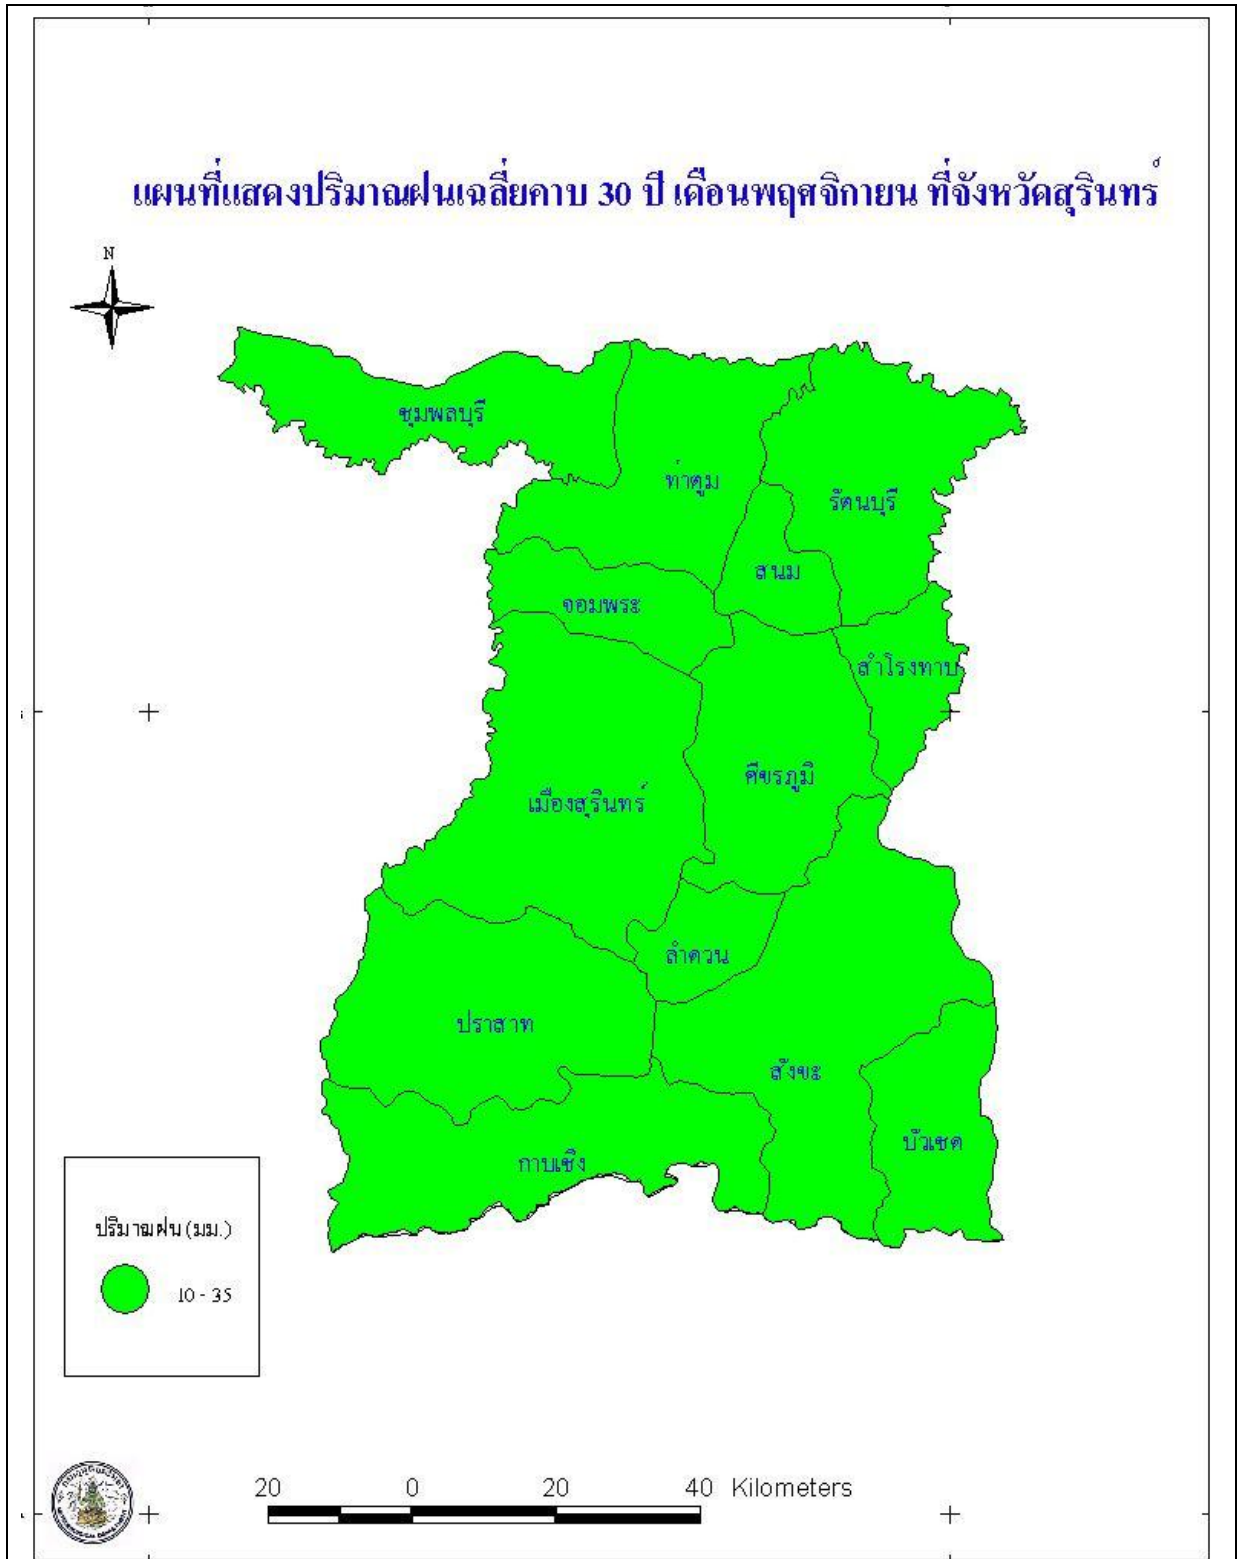 แผนที่แสดงปริมาณฝนเฉลี่ยคาบ 30 ปี เดือนพฤศจิกายน ที่จังหวัดสุรินทร์
N
ชุมพลบุรี
ท่าตูม
รัตนบุรี
สนม
จอมพระ
สำโรงทาบ
ศีขรภูมิ
เมืองสุรินทร์
ลำดวน
ปราสาท
สังขะ
บัวเชด
กาบเชิง
ปริมาณฝน (มม.)
10 - 35
20 0 20 40 Kilometers